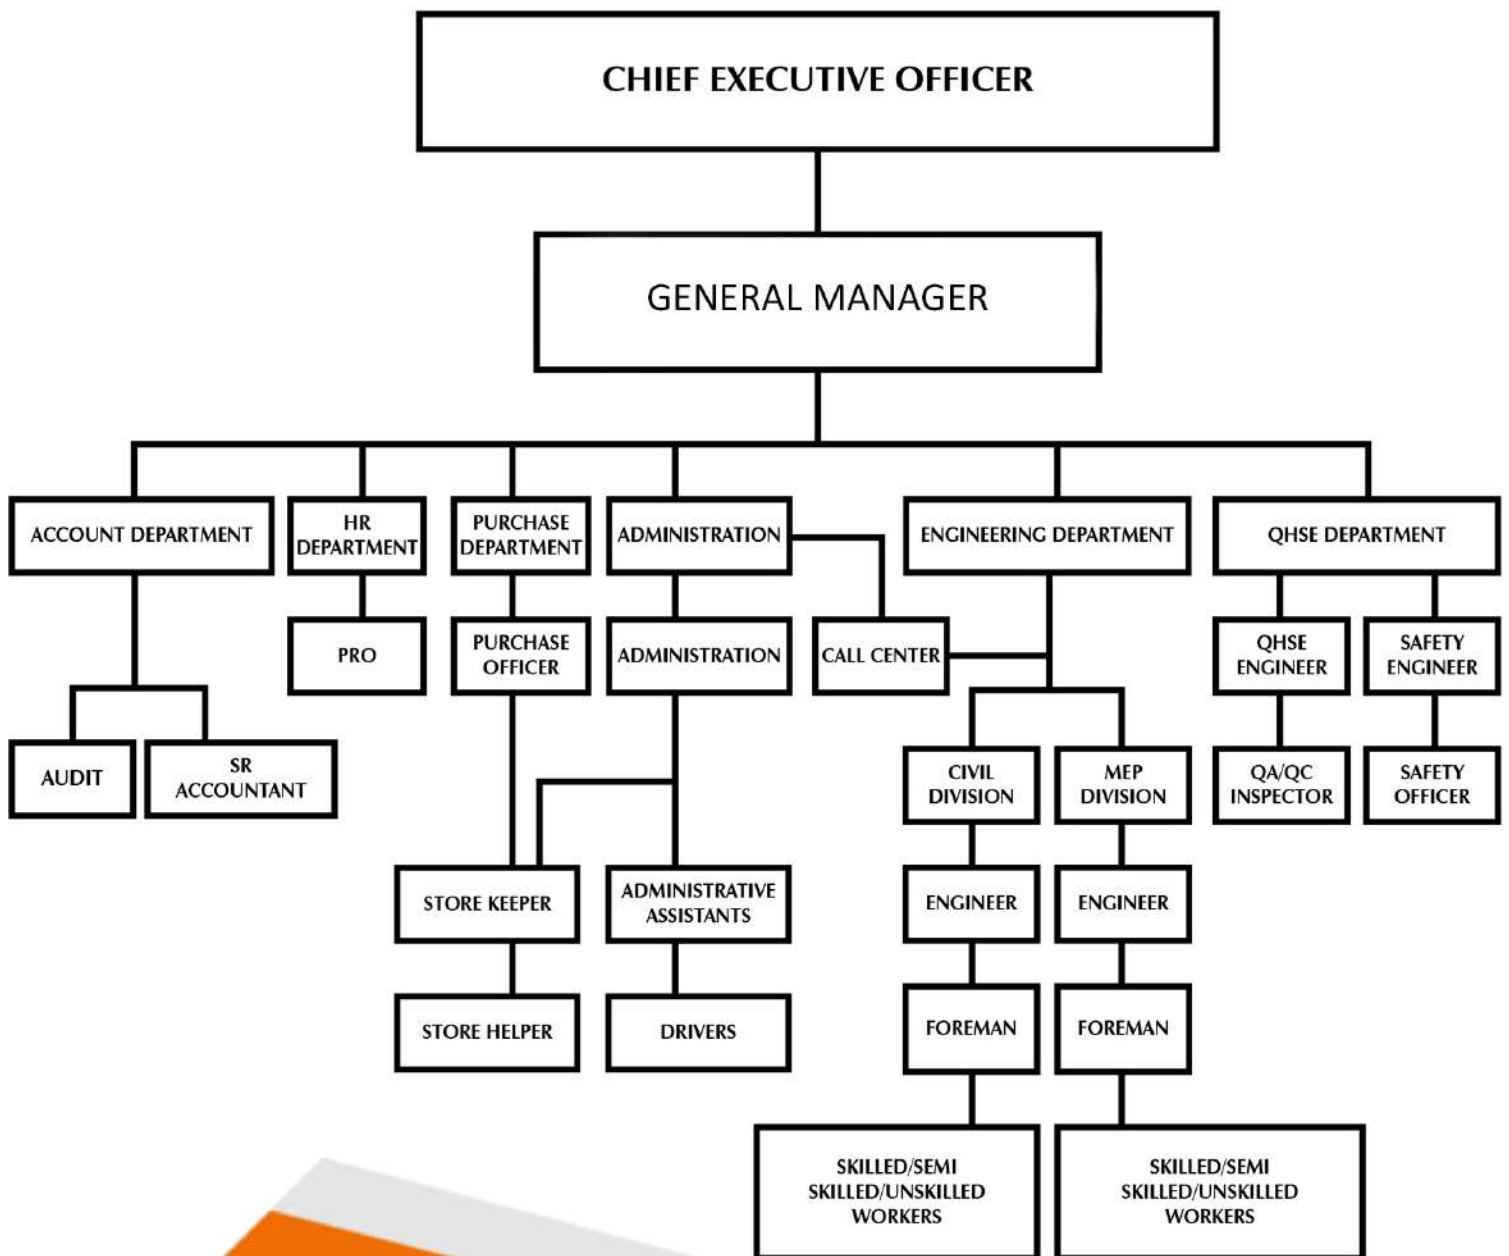 CHIEF EXECUTIVE OFFICER
GENERAL MANAGER
ACCOUNT DEPARTMENT
HR
DEPARTMENT
PURCHASE
DEPARTMENT
ADMINISTRATION
ENGINEERING DEPARTMENT
QHSE DEPARTMENT
PRO
PURCHASE
OFFICER
ADMINISTRATION
CALL CENTER
QHSE
ENGINEER
SAFETY
ENGINEER
AUDIT
SR
ACCOUNTANT
CIVIL
DIVISION
MEP
DIVISION
QA/QC
INSPECTOR
SAFETY
OFFICER
STORE KEEPER
ADMINISTRATIVE
ASSISTANTS
ENGINEER
ENGINEER
STORE HELPER
DRIVERS
FOREMAN
FOREMAN
SKILLED/SEMI
SKILLED/UNSKILLED
WORKERS
SKILLED/SEMI
SKILLED/UNSKILLED
WORKERS